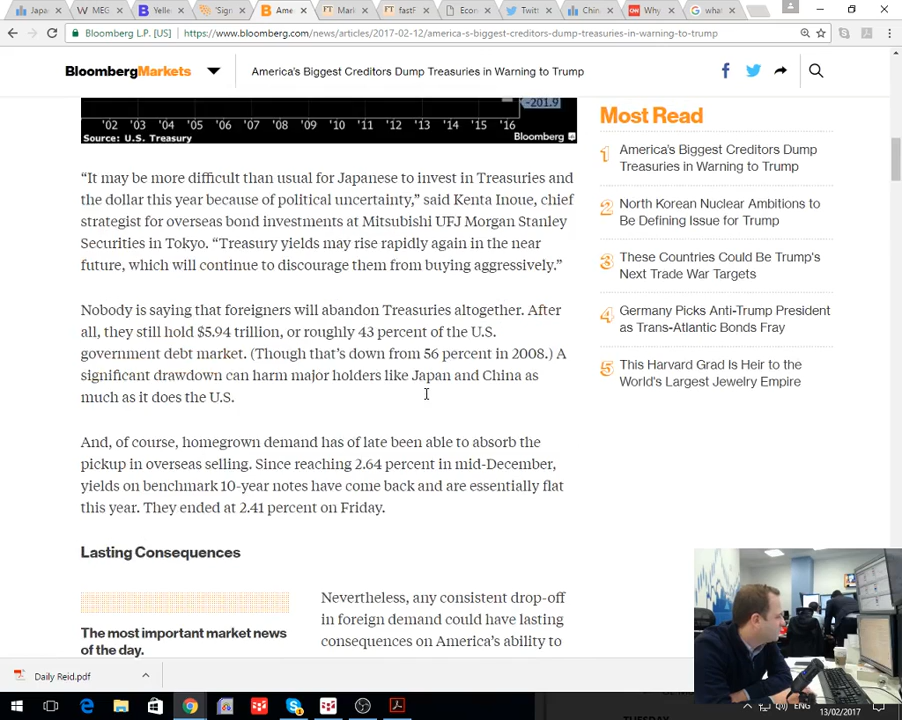 Japa
MEG
Yelle
'Sign
Ame
Mark
fastF
Econ
Twitt
China
Why
what
Bloomberg L.P. [US]
https://www.bloomberg.com/news/articles/2017-02-12/america-s-biggest-creditors-dump-treasuries-in-warning-to-trump
BloombergMarkets
America's Biggest Creditors Dump Treasuries in Warning to Trump
-201.9
'02 '03 '04 '05 '06 '07 '08 '09 '10 '11 '12 '13 '14 '15 '16
Source: U.S. Treasury
Bloomberg
“It may be more difficult than usual for Japanese to invest in Treasuries and
the dollar this year because of political uncertainty,” said Kenta Inoue, chief
strategist for overseas bond investments at Mitsubishi UFJ Morgan Stanley
Securities in Tokyo. “Treasury yields may rise rapidly again in the near
future, which will continue to discourage them from buying aggressively.”
Nobody is saying that foreigners will abandon Treasuries altogether. After
all, they still hold $5.94 trillion, or roughly 43 percent of the U.S.
government debt market. (Though that’s down from 56 percent in 2008.) A
significant drawdown can harm major holders like Japan and China as
much as it does the U.S.
And, of course, homegrown demand has of late been able to absorb the
pickup in overseas selling. Since reaching 2.64 percent in mid-December,
yields on benchmark 10-year notes have come back and are essentially flat
this year. They ended at 2.41 percent on Friday.
Lasting Consequences
The most important market news
of the day.
Nevertheless, any consistent drop-off
in foreign demand could have lasting
consequences on America’s ability to
Most Read
1
America's Biggest Creditors Dump
Treasuries in Warning to Trump
2
North Korean Nuclear Ambitions to
Be Defining Issue for Trump
3
These Countries Could Be Trump's
Next Trade War Targets
4
Germany Picks Anti-Trump President
as Trans-Atlantic Bonds Fray
5
This Harvard Grad Is Heir to the
World's Largest Jewelry Empire
Daily Reid.pdf
13/02/2017
TUESDAY